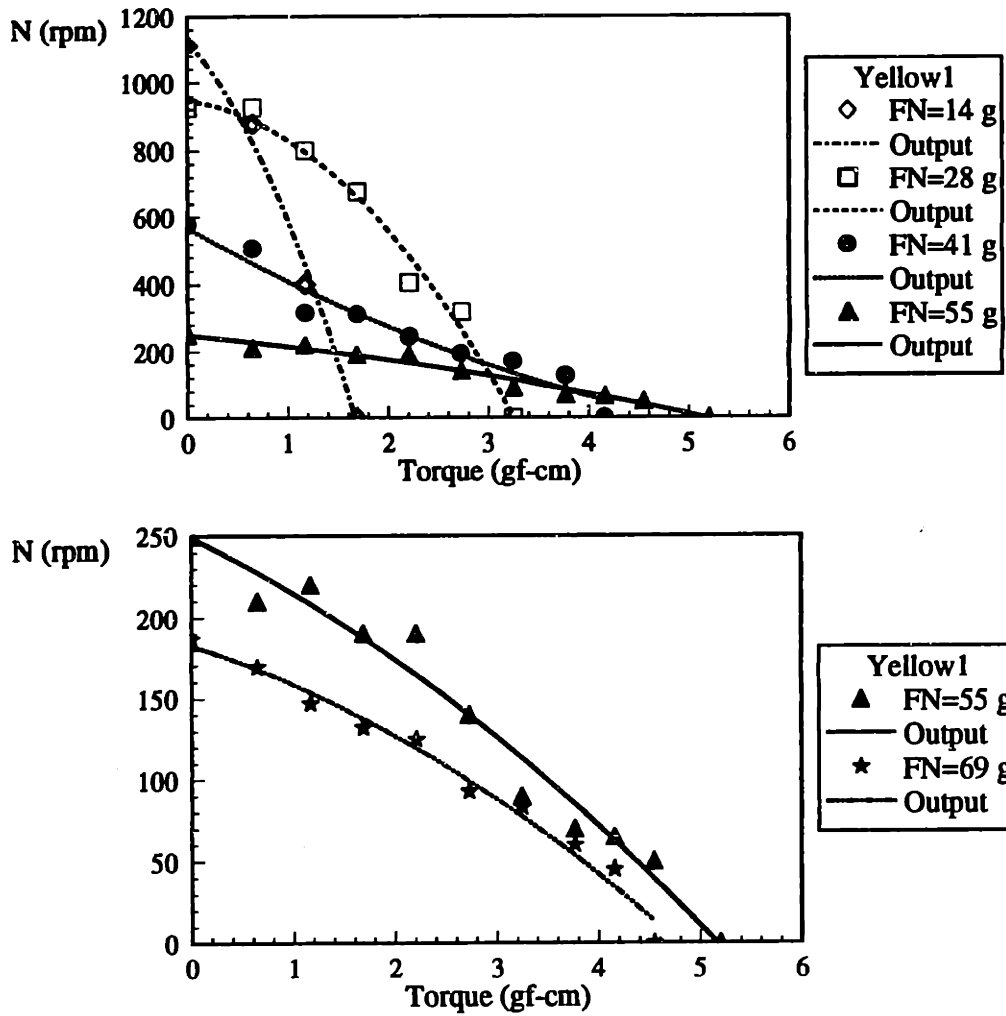 N (rpm)
1200
1000
800
600
400
200
0
0 1 2 3 4 5 6
Torque (gf-cm)
Yellow1
FN=14 g
Output
FN=28 g
Output
FN=41 g
Output
FN=55 g
Output
N (rpm)
250
200
150
100
50
0
0 1 2 3 4 5 6
Torque (gf-cm)
Yellow1
FN=55 g
Output
FN=69 g
Output